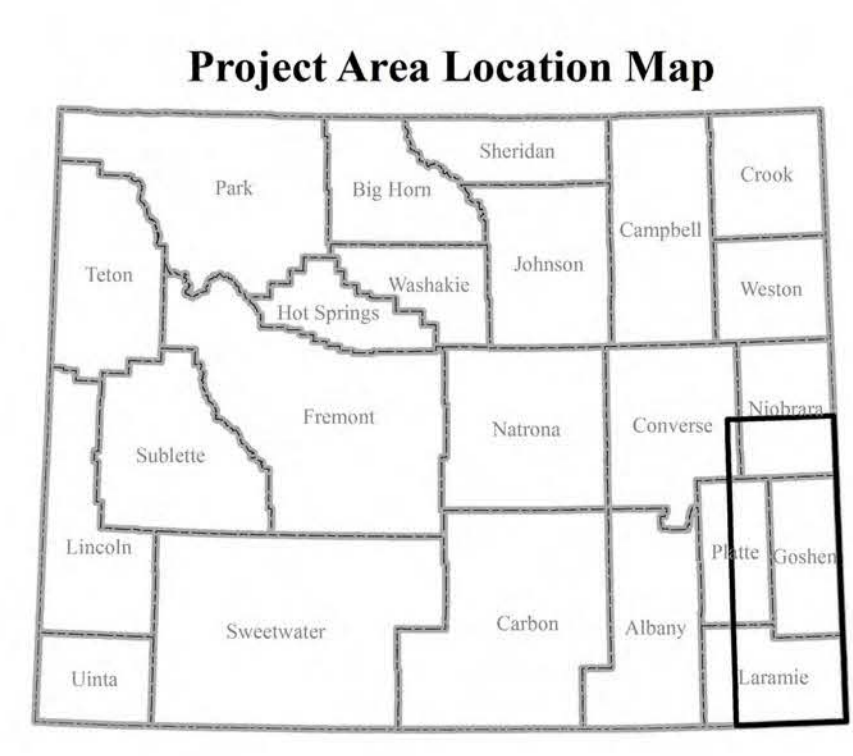 Project Area Location Map
Sheridan
Crook
Park
Big Horn
Campbell
Teton
Johnson
Washakie
Weston
Hot Springs
Niobrara
Fremont
Converse
Natrona
Sublette
Lincoln
Platte
Goshen
Carbon
Albany
Sweetwater
Uinta
Laramie